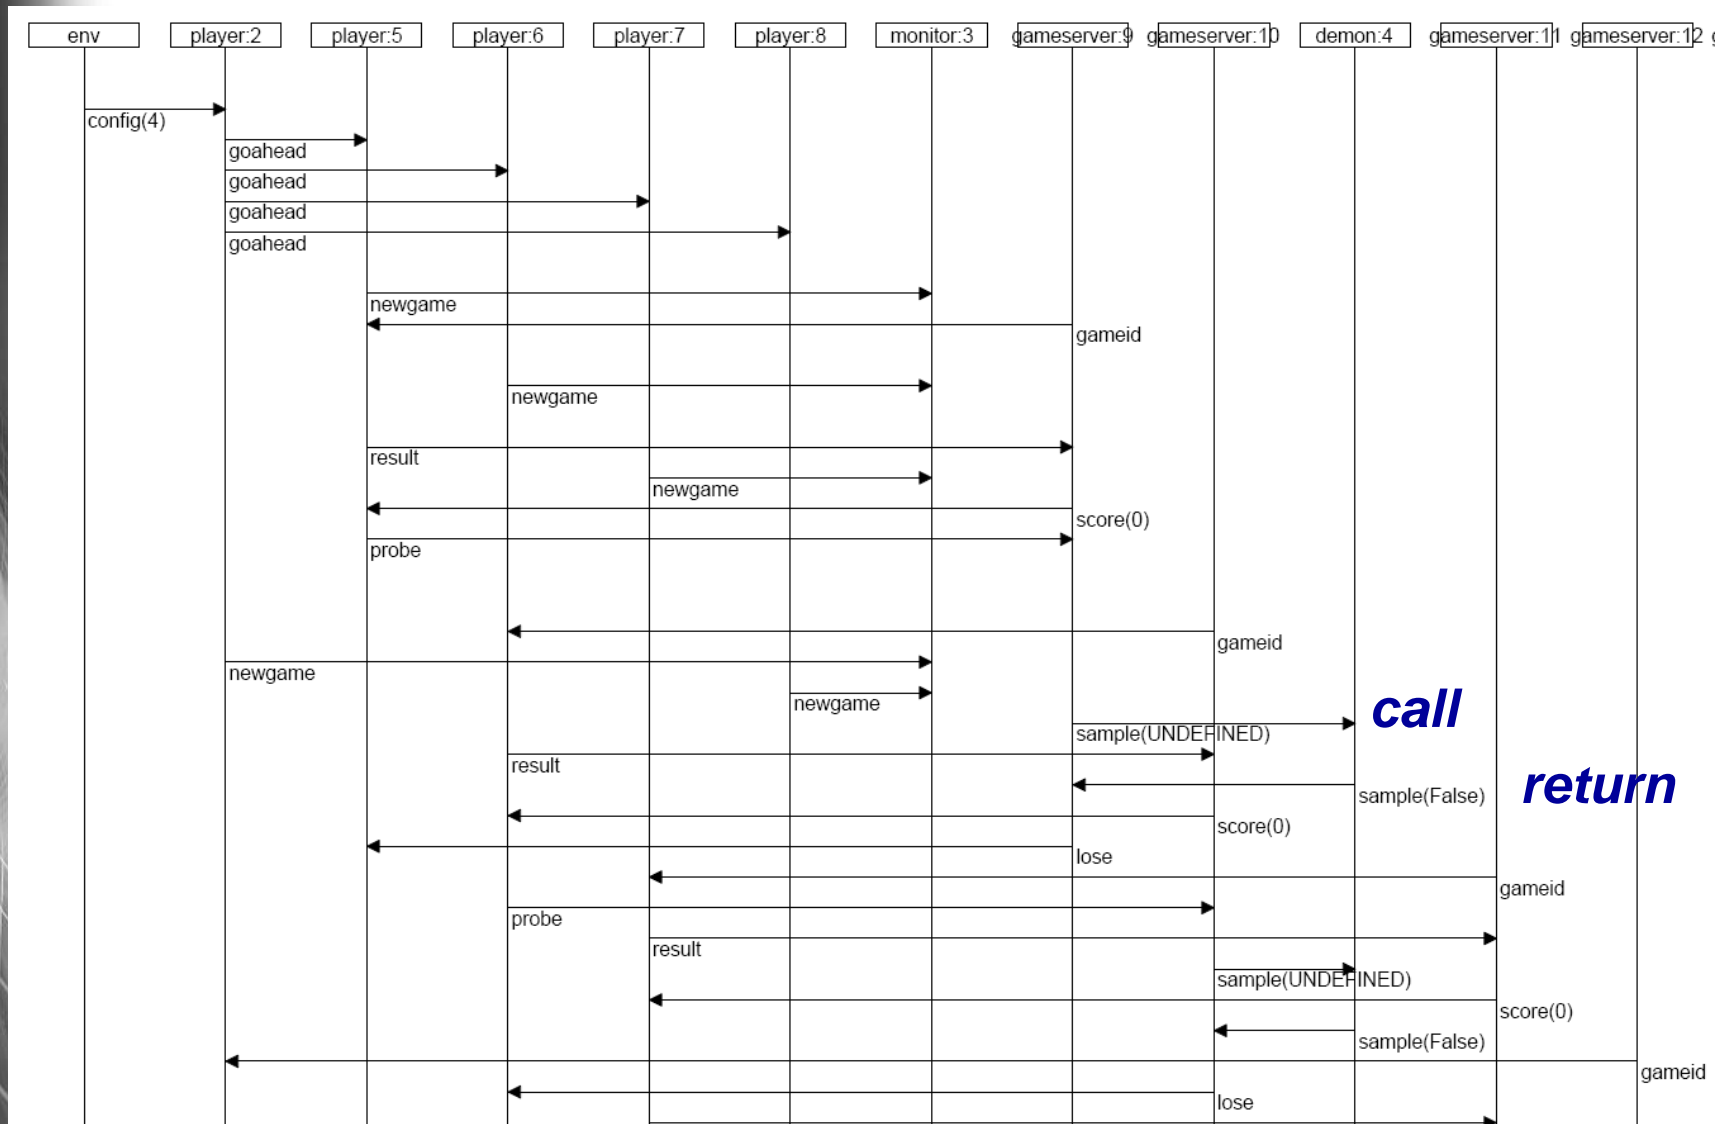 env player:2 player:5 player:6 player:7 player:8 monitor:3 gameserver:9 gameserver:10 demon:4 gameserver:11 gameserver:12
config(4)
goahead
goahead
goahead
goahead
newgame
gameid
newgame
result
newgame
score(0)
probe
gameid
newgame
newgame
call
sample(UNDEFINED)
result
return
sample(False)
score(0)
lose
gameid
probe
result
sample(UNDEFINED)
score(0)
sample(False)
gameid
lose